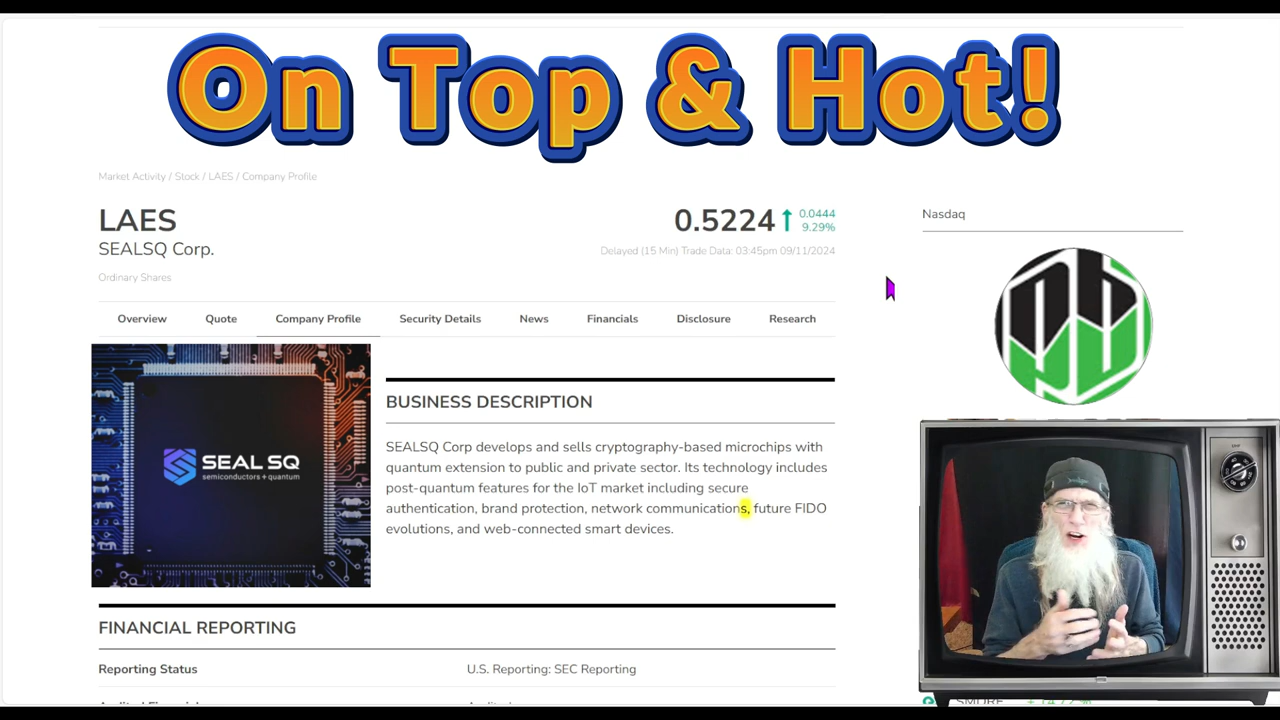 On Top & Hot!
Market Activity / Stock / LAES / Company Profile
LAES
SEALSQ Corp.
Ordinary Shares
0.5224
0.0444
9.29%
Delayed (15 Min) Trade Data: 03:45pm 09/11/2024
Nasdaq
Overview Quote Company Profile Security Details News Financials Disclosure Research
SEAL SQ
semiconductors + quantum
BUSINESS DESCRIPTION
SEALSQ Corp develops and sells cryptography-based microchips with
quantum extension to public and private sector. Its technology includes
post-quantum features for the IoT market including secure
authentication, brand protection, network communications, future FIDO
evolutions, and web-connected smart devices.
FINANCIAL REPORTING
Reporting Status U.S. Reporting: SEC Reporting